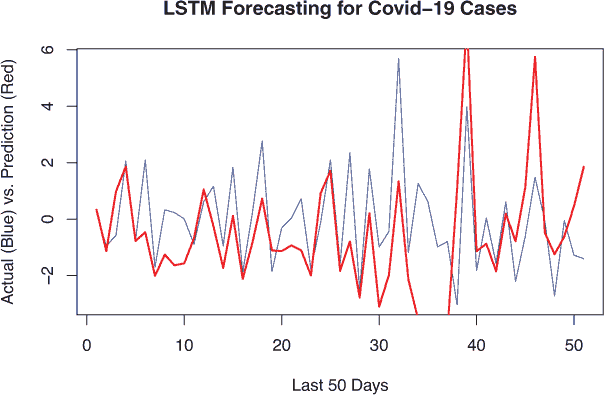 LSTM Forecasting for Covid−19 Cases
Actual (Blue) vs. Prediction (Red)
6
4
2
0
−2
0 10 20 30 40 50
Last 50 Days